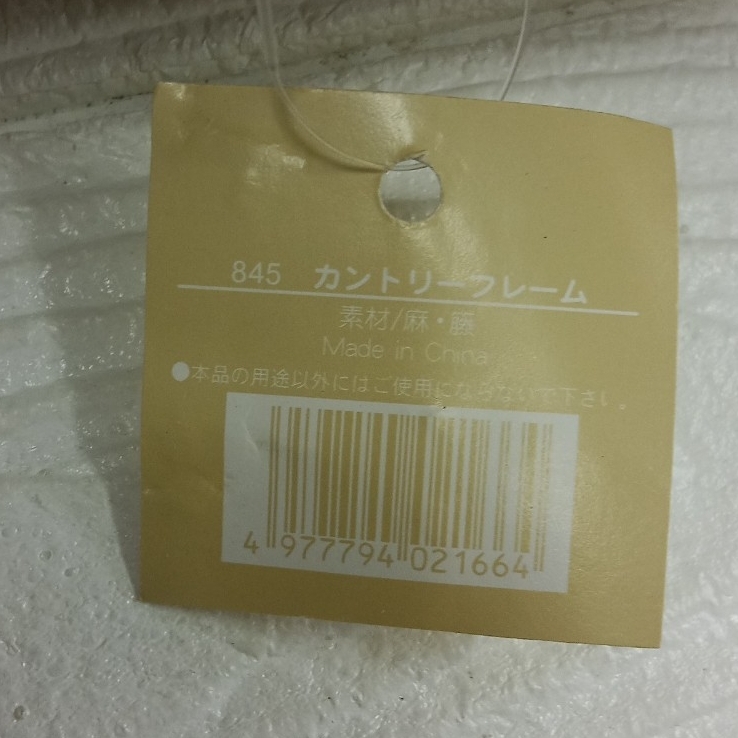 845 カントリーフレーム
素材/麻・籐
Made in China
●本品の用途以外にはご使用にならないで下さい。
4 977794 021664